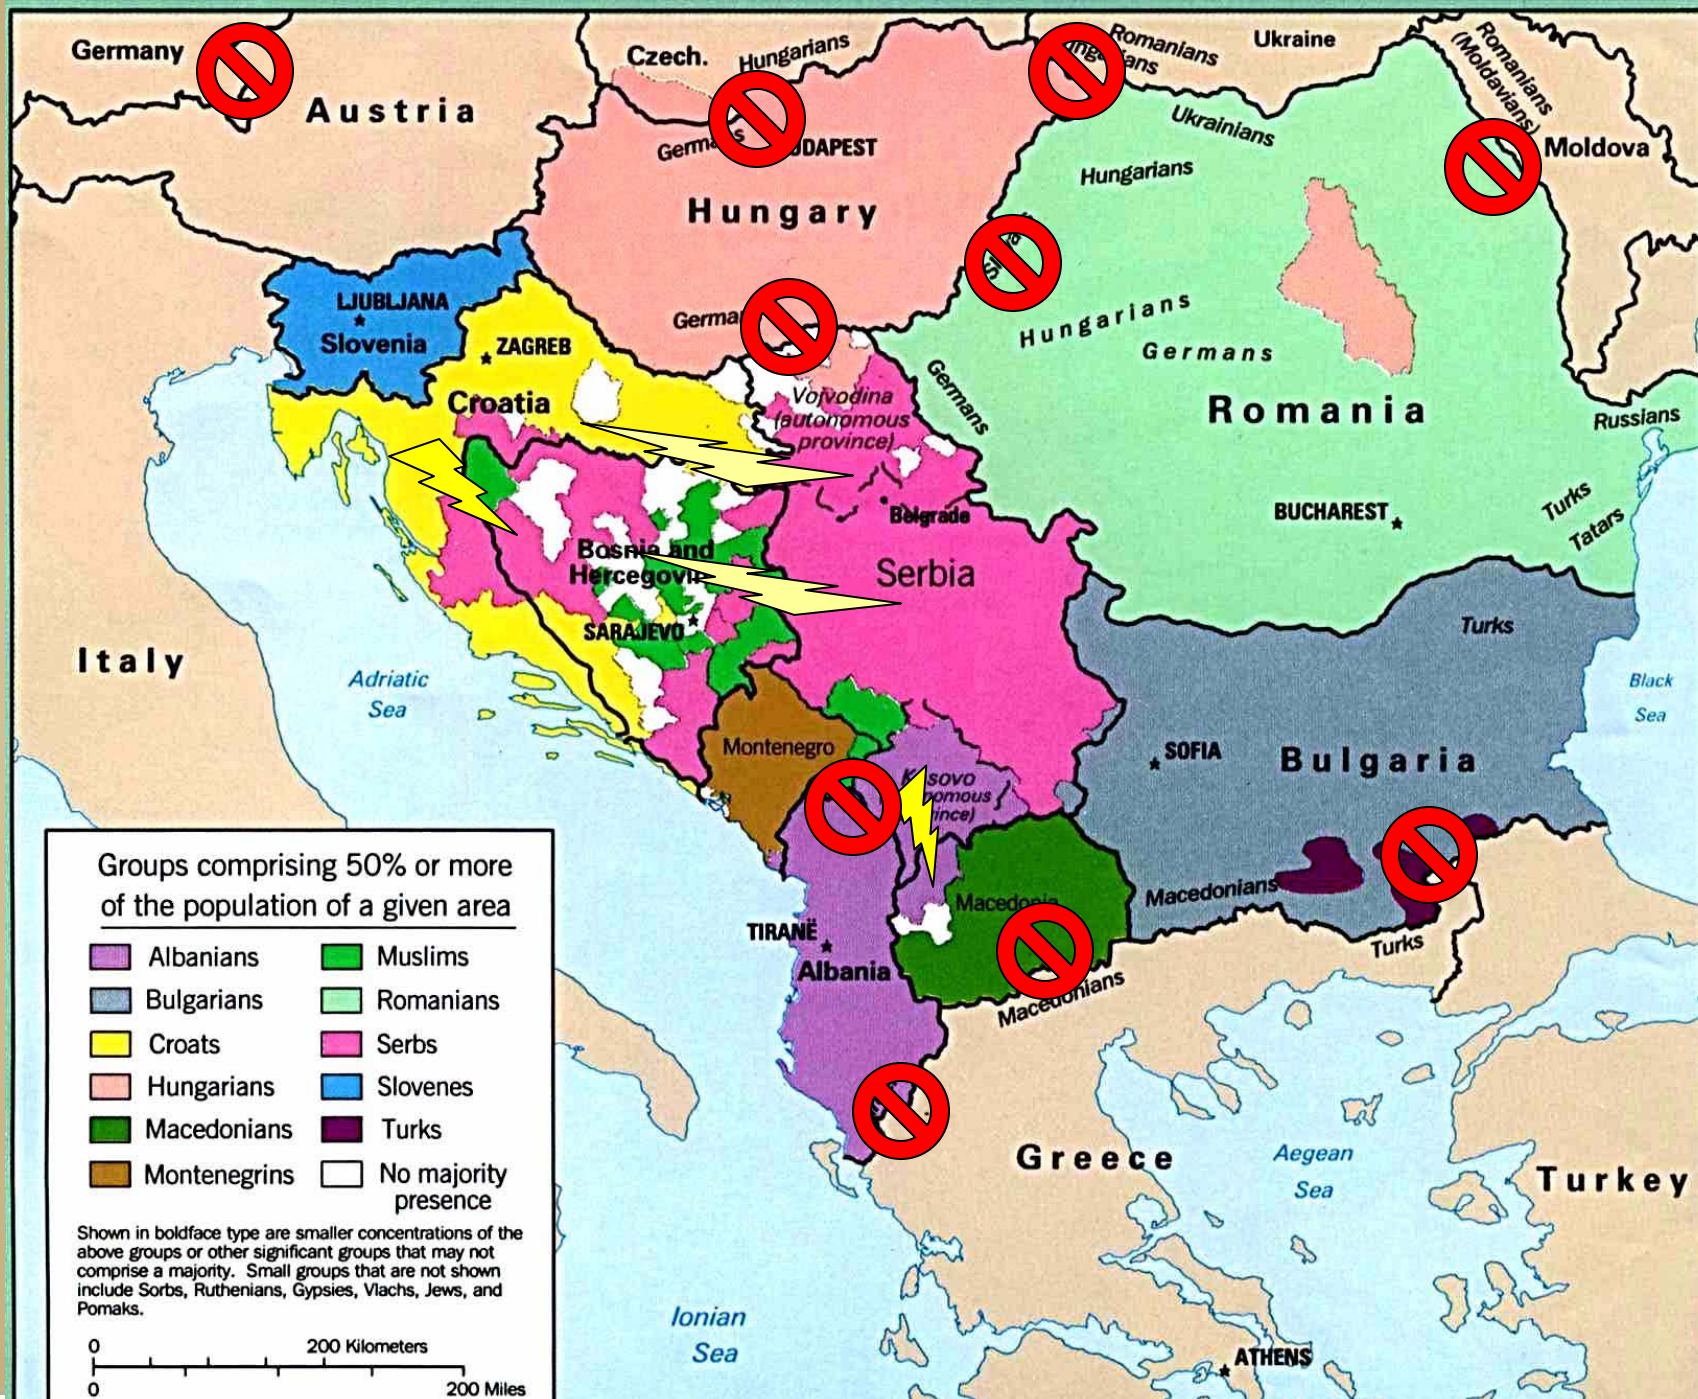 Germany
Austria
Czech.
Hungarians
Romanians
Ukraine
Romanians
(Moldavians)
Moldova
Ukrainians
Hungarians
Hungary
LJUBLJANA
Slovenia
ZAGREB
Croatia
Vojvodina
(autonomous
province)
Hungarians
Germans
Germans
Romania
Russians
BUCHAREST
Turks
Tatars
Belgrade
Serbia
Bosnia and
SARAJEVO
Italy
Adriatic
Sea
Montenegro
Turks
Black
Sea
SOFIA
Bulgaria
Macedonians
Turks
Macedonia
Macedonians
TIRANË
Albania
Greece
Aegean
Sea
Turkey
Ionian
Sea
ATHENS
Groups comprising 50% or more
of the population of a given area
Albanians
Muslims
Bulgarians
Romanians
Croats
Serbs
Hungarians
Slovenes
Macedonians
Turks
Montenegrins
No majority
presence
Shown in boldface type are smaller concentrations of the
above groups or other significant groups that may not
comprise a majority. Small groups that are not shown
include Sorbs, Ruthenians, Gypsies, Vlachs, Jews, and
Pomaks.
0 200 Kilometers
0 200 Miles